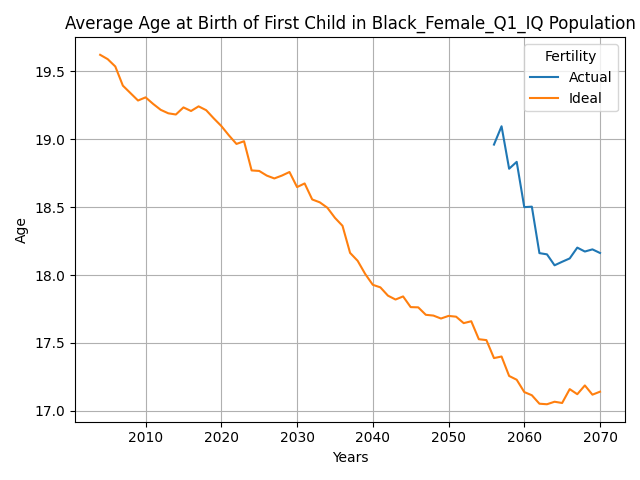 Average Age at Birth of First Child in Black_Female_Q1_IQ Population
Fertility
Actual
Ideal
19.5
19.0
18.5
18.0
17.5
17.0
Age
2010 2020 2030 2040 2050 2060 2070
Years